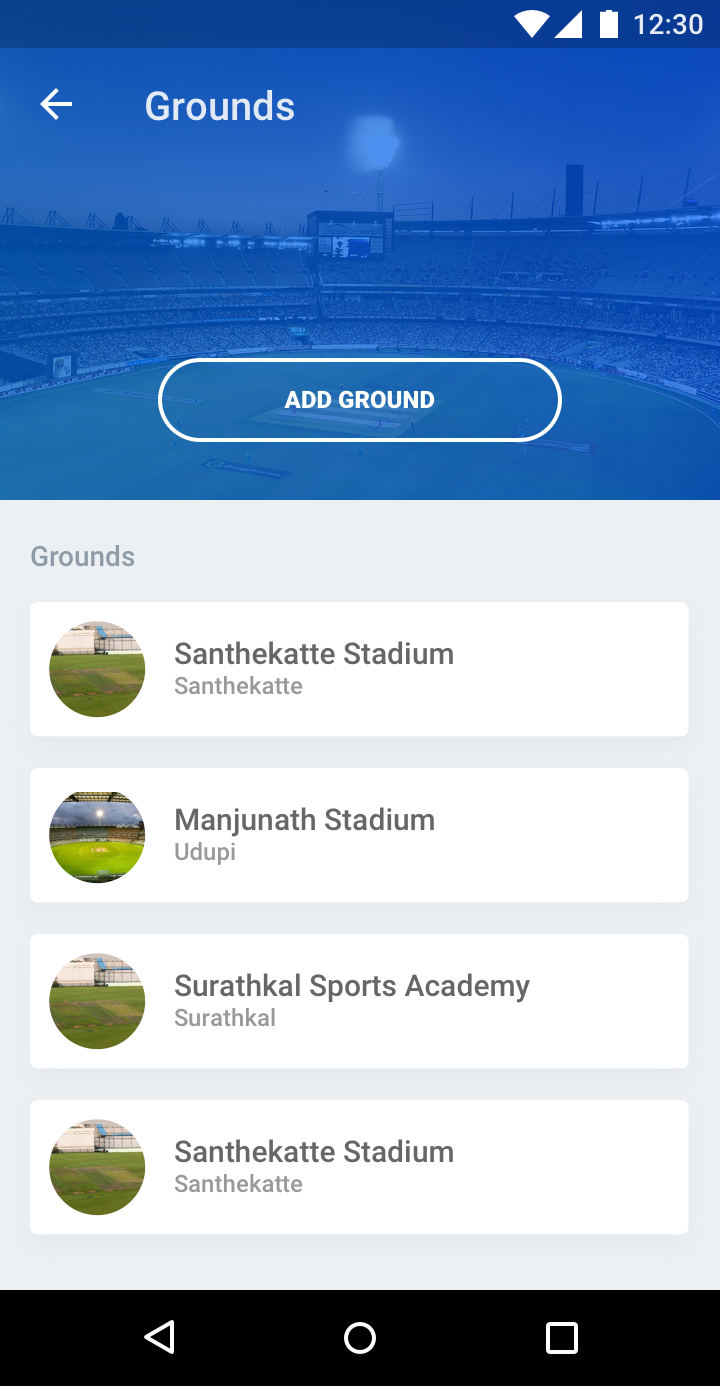 12:30
Grounds
ADD GROUND
Grounds
Santhekatte Stadium
Santhekatte
Manjunath Stadium
Udupi
Surathkal Sports Academy
Surathkal
Santhekatte Stadium
Santhekatte